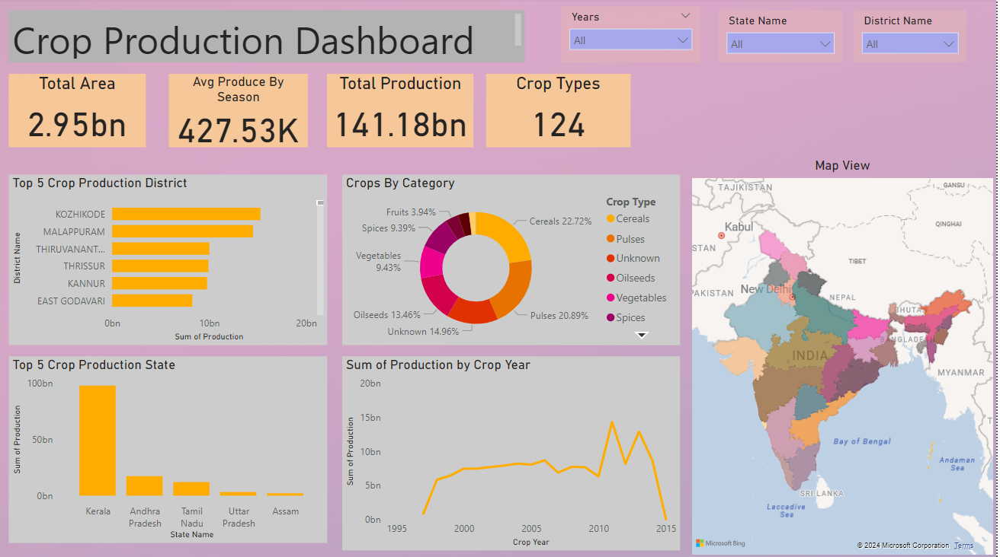 Crop Production Dashboard
Years
All
State Name
All
District Name
All
Total Area
2.95bn
Avg Produce By
Season
427.53K
Total Production
141.18bn
Crop Types
124
Top 5 Crop Production District
District Name
KOZHIKODE
MALAPPURAM
THIRUVANANT...
THRISSUR
KANNUR
EAST GODAVARI
0bn 10bn 20bn
Sum of Production
Crops By Category
Fruits 3.94%
Spices 9.39%
Vegetables
9.43%
Oilseeds 13.46%
Unknown 14.96%
Cereals 22.72%
Pulses 20.89%
Crop Type
Cereals
Pulses
Unknown
Oilseeds
Vegetables
Spices
Top 5 Crop Production State
Sum of Production
100bn
50bn
0bn
Kerala
Andhra
Pradesh
Tamil
Nadu
Uttar
Pradesh
Assam
State Name
Sum of Production by Crop Year
Sum of Production
20bn
15bn
10bn
5bn
0bn
1995 2000 2005 2010 2015
Crop Year
Map View
TAJIKISTAN
GANSU
Kabul
QINGHAI
STAN
TIBET
PAKISTAN
New Delhi
NEPAL
BHUTA
BANGLADESH
INDIA
MYANMAR
Bay of Bengal
Andaman
Sea
T
SRI LANKA
Laccadive
Sea
Microsoft Bing
© 2024 Microsoft Corporation Terms